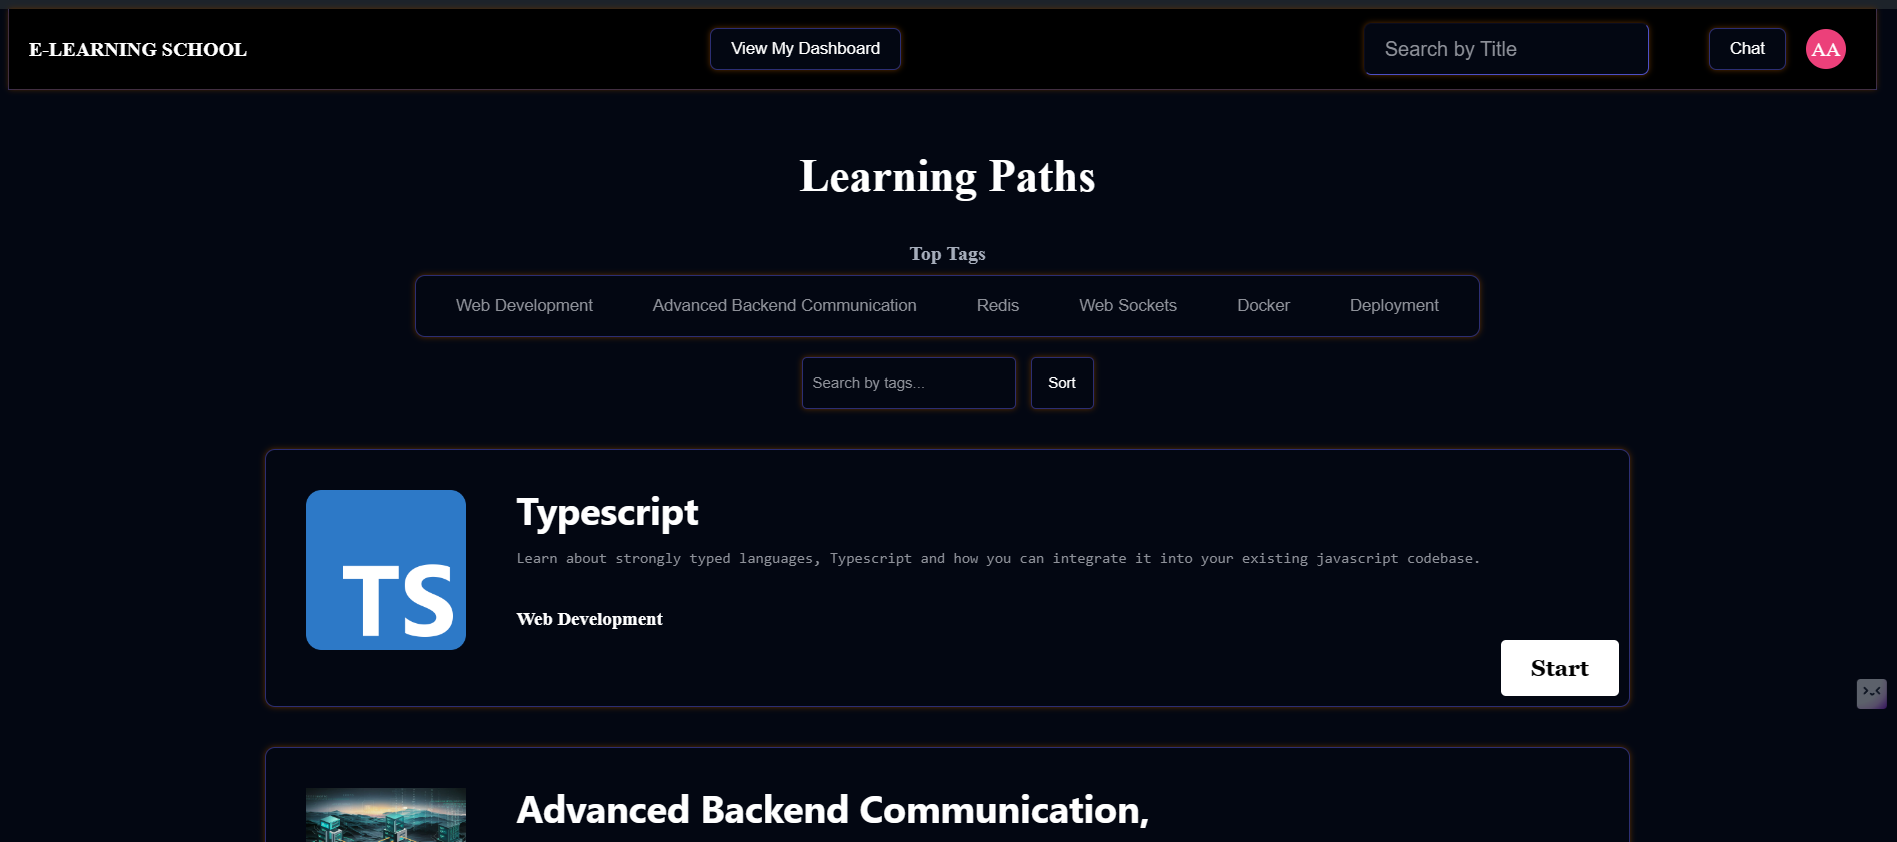 E-LEARNING SCHOOL
View My Dashboard
Search by Title
Chat
AA
Learning Paths
Top Tags
Web Development
Advanced Backend Communication
Redis
Web Sockets
Docker
Deployment
Search by tags...
Sort
TS
Typescript
Learn about strongly typed languages, Typescript and how you can integrate it into your existing javascript codebase.
Web Development
Start
Advanced Backend Communication,